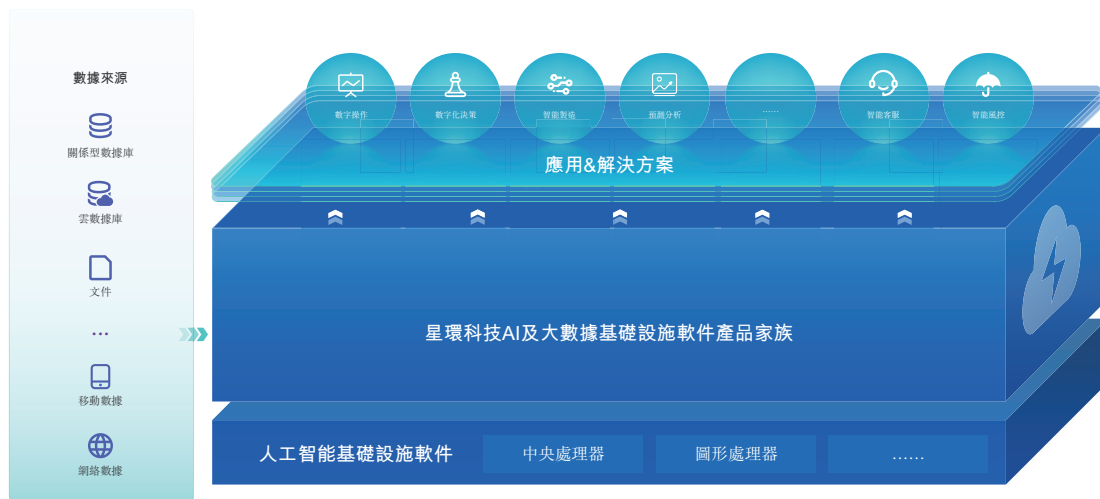 數據來源
關係型數據庫
雲數據庫
文件
...
移動數據
網絡數據
數字操作
數字化決策
智能製造
預測分析
......
智能客服
智能風控
應用&解決方案
星環科技AI及大數據基礎設施軟件產品家族
人工智能基礎設施軟件
中央處理器
圖形處理器
......